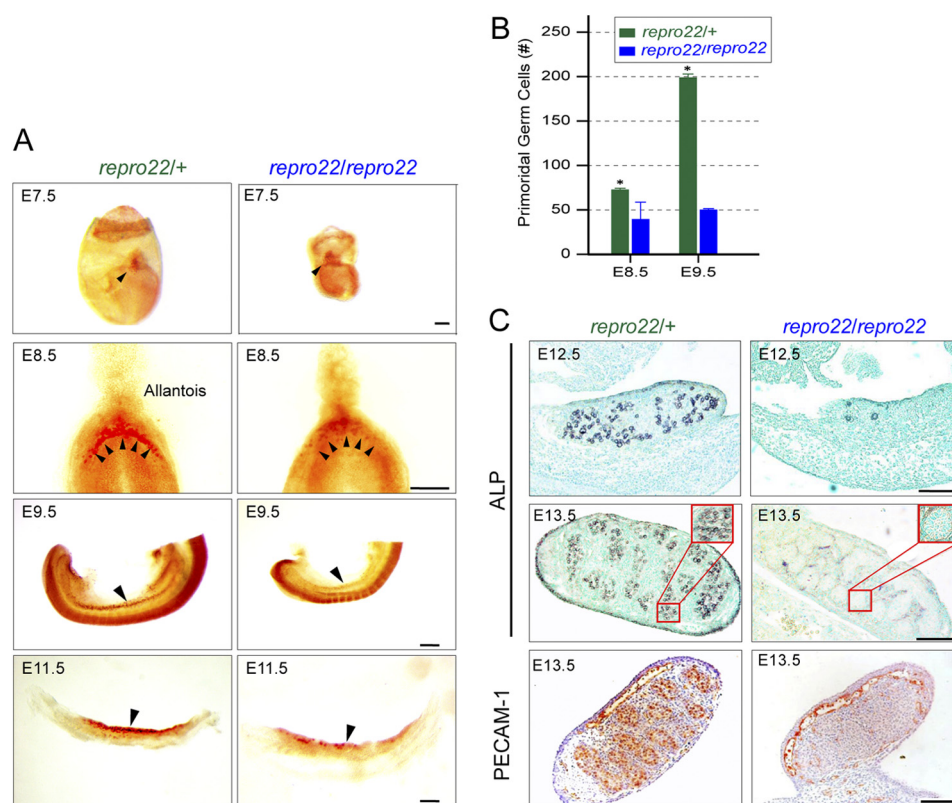 A
repro22/+
repro22/repro22
E7.5
E7.5
E8.5
Allantois
E8.5
E9.5
E9.5
E11.5
E11.5
B
Primoridal Germ Cells (#)
250
200
150
100
50
0
repro22/+
repro22/repro22
*
*
E8.5
E9.5
C
repro22/+
repro22/repro22
ALP
E12.5
E12.5
E13.5
E13.5
PECAM-1
E13.5
E13.5